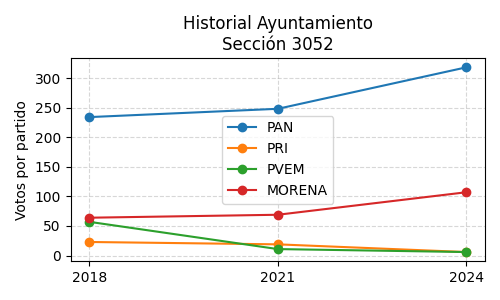 Historial Ayuntamiento
Sección 3052
Votos por partido
300
250
200
150
100
50
0
PAN
PRI
PVEM
MORENA
2018 2021 2024